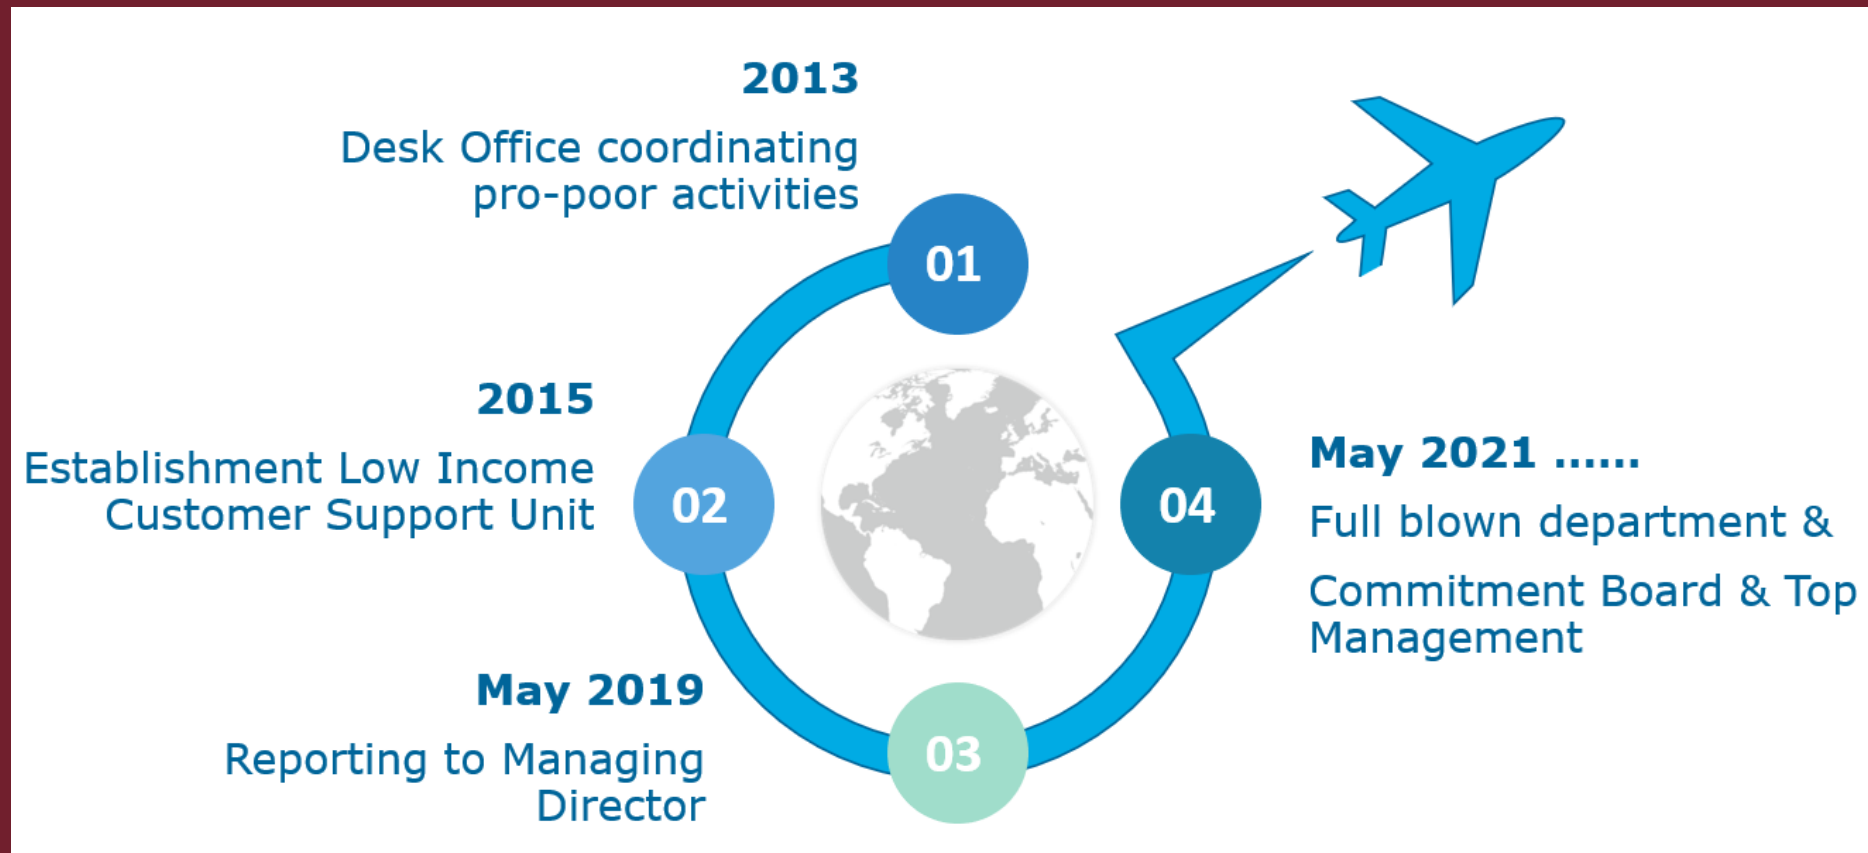 2013
Desk Office coordinating
pro-poor activities
01
2015
Establishment Low Income
Customer Support Unit
02
May 2019
Reporting to Managing
Director
03
04
May 2021 ......
Full blown department &
Commitment Board & Top
Management